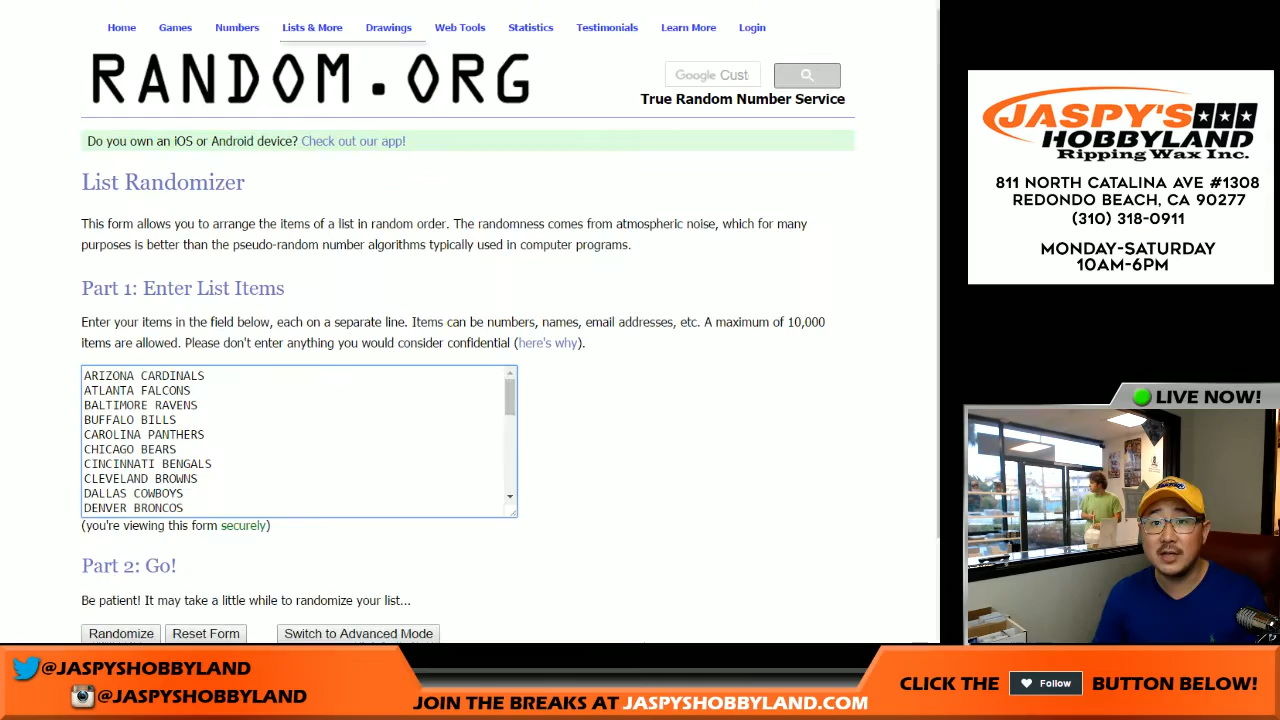 Home Games Numbers Lists & More Drawings Web Tools Statistics Testimonials Learn More Login
RANDOM.ORG
Google Cust
True Random Number Service
Do you own an iOS or Android device? Check out our app!
List Randomizer
This form allows you to arrange the items of a list in random order. The randomness comes from atmospheric noise, which for many
purposes is better than the pseudo-random number algorithms typically used in computer programs.
Part 1: Enter List Items
Enter your items in the field below, each on a separate line. Items can be numbers, names, email addresses, etc. A maximum of 10,000
items are allowed. Please don't enter anything you would consider confidential (here's why).
ARIZONA CARDINALS
ATLANTA FALCONS
BALTIMORE RAVENS
BUFFALO BILLS
CAROLINA PANTHERS
CHICAGO BEARS
CINCINNATI BENGALS
CLEVELAND BROWNS
DALLAS COWBOYS
DENVER BRONCOS
(you're viewing this form securely)
Part 2: Go!
Be patient! It may take a little while to randomize your list...
Randomize Reset Form Switch to Advanced Mode
JASPY'S
HOBBYLAND
Ripping Wax Inc.
811 NORTH CATALINA AVE #1308
REDONDO BEACH, CA 90277
(310) 318-0911
MONDAY-SATURDAY
10AM-6PM
LIVE NOW!
@JASPYSHOBBYLAND
@JASPYSHOBBYLAND
JOIN THE BREAKS AT JASPYSHOBBYLAND.COM
CLICK THE Follow BUTTON BELOW!